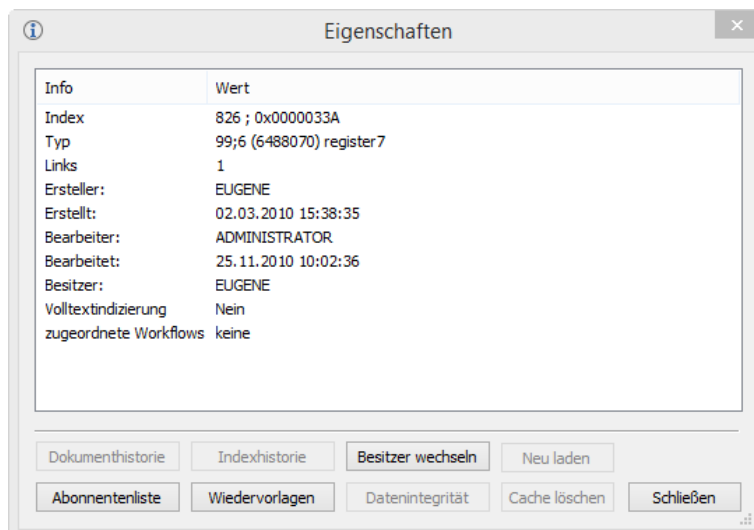 Eigenschaften
Info Wert
Index 826 ; 0x0000033A
Typ 99;6 (6488070) register7
Links 1
Ersteller: EUGENE
Erstellt: 02.03.2010 15:38:35
Bearbeiter: ADMINISTRATOR
Bearbeitet: 25.11.2010 10:02:36
Besitzer: EUGENE
Volltextindizierung Nein
zugeordnete Workflows keine
Dokumenthistorie Indexhistorie Besitzer wechseln Neu laden
Abonnentenliste Wiedervorlagen Datenintegrität Cache löschen Schließen